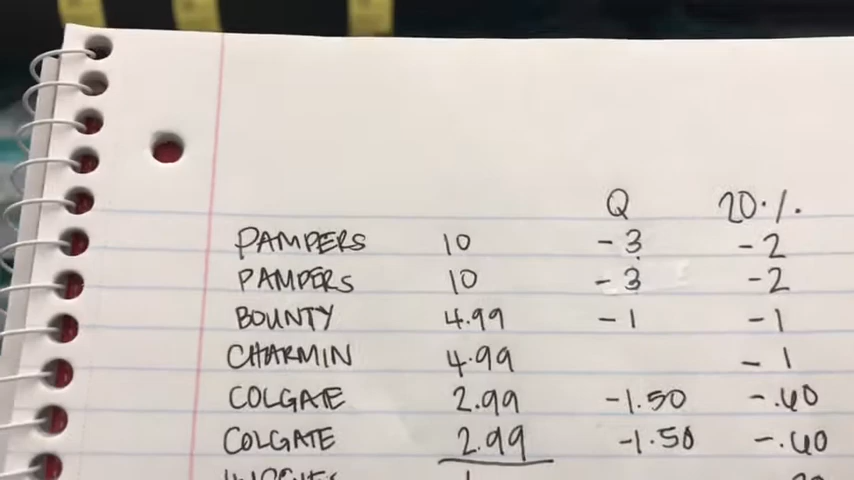 Q 20%
PAMPERS 10 -3 -2
PAMPERS 10 -3 -2
BOUNTY 4.99 -1 -1
CHARMIN 4.99 -1
COLGATE 2.99 -1.50 -.40
COLGATE 2.99 -1.50 -.40